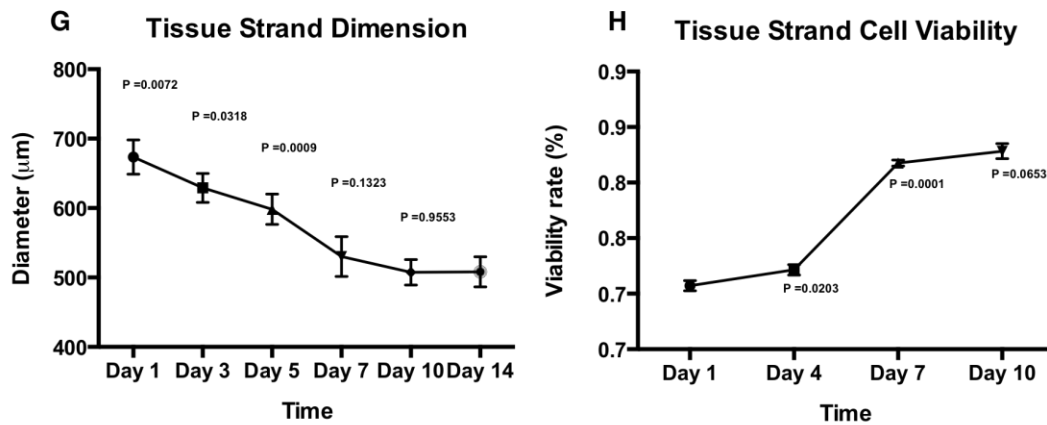 G
Tissue Strand Dimension
800
700
600
500
400
Diameter (μm)
P =0.0072
P =0.0318
P =0.0009
P =0.1323
P =0.9553
Day 1 Day 3 Day 5 Day 7 Day 10 Day 14
Time
H
Tissue Strand Cell Viability
0.9
0.9
0.8
0.8
0.7
0.7
Viability rate (%)
P =0.0203
P =0.0001
P =0.0653
Day 1 Day 4 Day 7 Day 10
Time